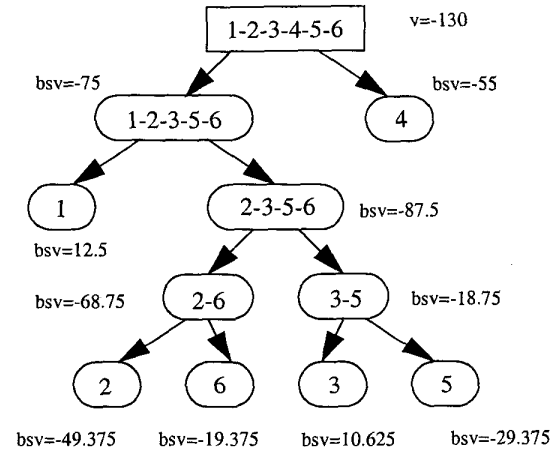 1-2-3-4-5-6
v=-130
bsv=-75
bsv=-55
1-2-3-5-6
4
1
2-3-5-6
bsv=-87.5
bsv=12.5
bsv=-68.75
2-6
3-5
bsv=-18.75
2
6
3
5
bsv=-49.375
bsv=-19.375
bsv=10.625
bsv=-29.375